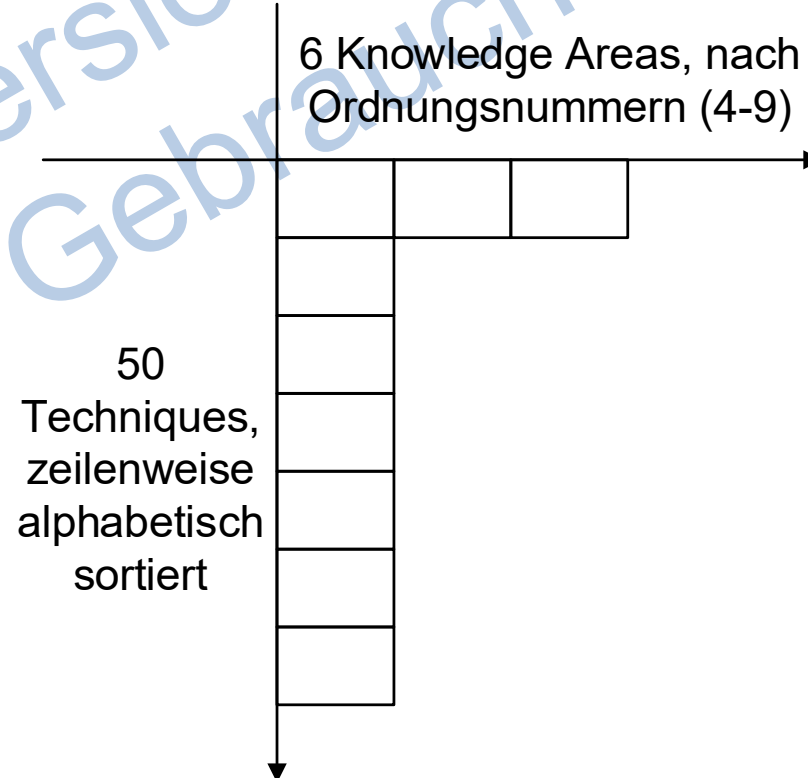 6 Knowledge Areas, nach
Ordnungsnummern (4-9)
50
Techniques,
zeilenweise
alphabetisch
sortiert